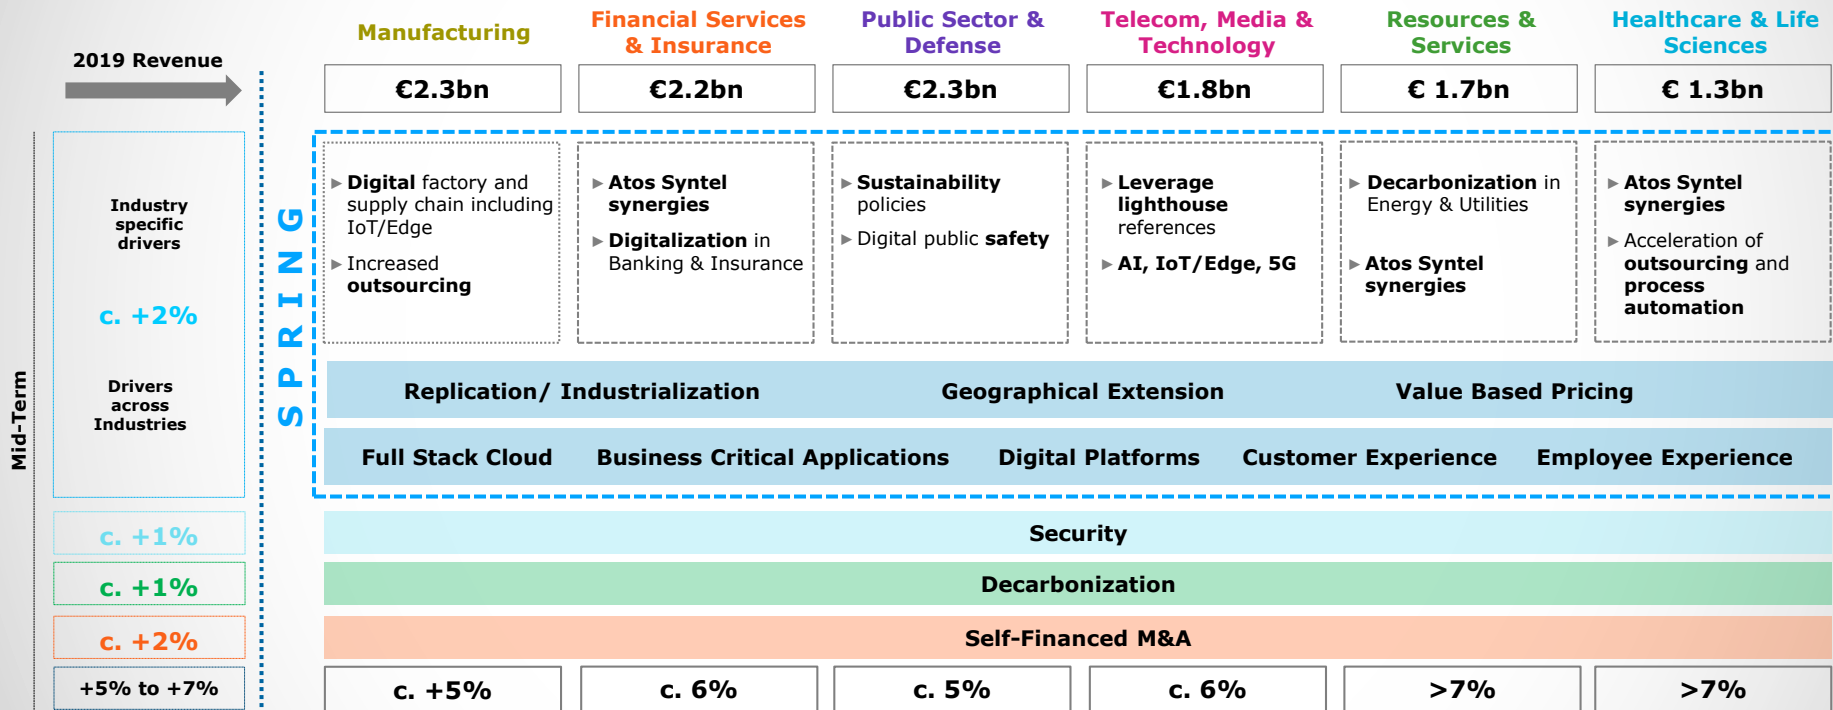 Manufacturing
Financial Services
& Insurance
Public Sector &
Defense
Telecom, Media &
Technology
Resources &
Services
Healthcare & Life
Sciences
2019 Revenue
€2.3bn
€2.2bn
€2.3bn
€1.8bn
€ 1.7bn
€ 1.3bn
Mid-Term
Industry
specific
drivers
c. +2%
Drivers
across
Industries
SPRING
► Digital factory and
supply chain including
IoT/Edge
► Increased
outsourcing
► Atos Syntel
synergies
► Digitalization in
Banking & Insurance
► Sustainability
policies
► Digital public safety
► Leverage
lighthouse
references
► AI, IoT/Edge, 5G
► Decarbonization in
Energy & Utilities
► Atos Syntel
synergies
► Atos Syntel
synergies
► Acceleration of
outsourcing and
process
automation
Replication/ Industrialization
Geographical Extension
Value Based Pricing
Full Stack Cloud
Business Critical Applications
Digital Platforms
Customer Experience
Employee Experience
c. +1%
Security
c. +1%
Decarbonization
c. +2%
Self-Financed M&A
+5% to +7%
c. +5%
c. 6%
c. 5%
c. 6%
>7%
>7%